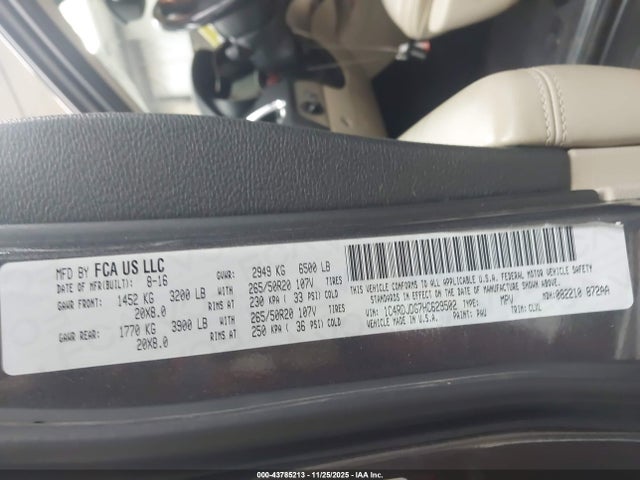 MFD BY FCA US LLC
DATE OF MFR(BUILT): 8-16 GVWR: 2949 KG 6500 LB
GAWR FRONT: 1452 KG 3200 LB 265/50R20 107V TIRES
20X8.0 RIMS AT 230 KPA ( 33 PSI) COLD
GAWR REAR: 1770 KG 3900 LB 265/50R20 107V TIRES
20X8.0 RIMS AT 250 KPA ( 36 PSI) COLD
THIS VEHICLE CONFORMS TO ALL APPLICABLE U.S.A. FEDERAL MOTOR VEHICLE SAFETY
STANDARDS IN EFFECT ON THE DATE OF MANUFACTURE SHOWN ABOVE.
VIN: 1C4RDJDG7HC629502 TYPE: MPV MDH: 082210 872AA
VEHICLE MADE IN U.S.A. PAINT: PAU TRIM: CLXL
000-43785213 - 11/25/2025 - IAA Inc.